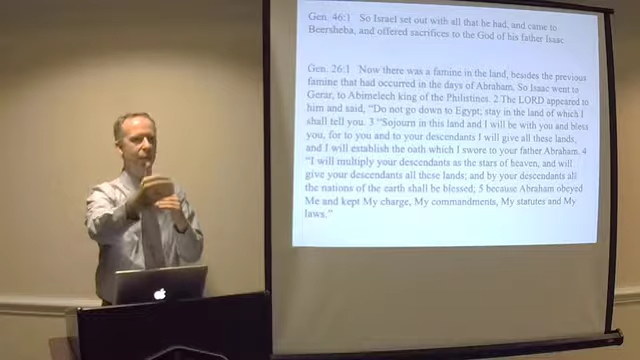 Gen. 46:1 So Israel set out with all that he had, and came to
Beersheba, and offered sacrifices to the God of his father Isaac
Gen. 26:1 Now there was a famine in the land, besides the previous
famine that had occurred in the days of Abraham. So Isaac went to
Gerar, to Abimelech king of the Philistines. 2 The LORD appeared to
him and said, “Do not go down to Egypt; stay in the land of which I
shall tell you. 3 “Sojourn in this land and I will be with you and bless
you, for to you and to your descendants I will give all these lands,
and I will establish the oath which I swore to your father Abraham. 4
“I will multiply your descendants as the stars of heaven, and will
give your descendants all these lands; and by your descendants all
the nations of the earth shall be blessed; 5 because Abraham obeyed
Me and kept My charge, My commandments, My statutes and My
laws.”